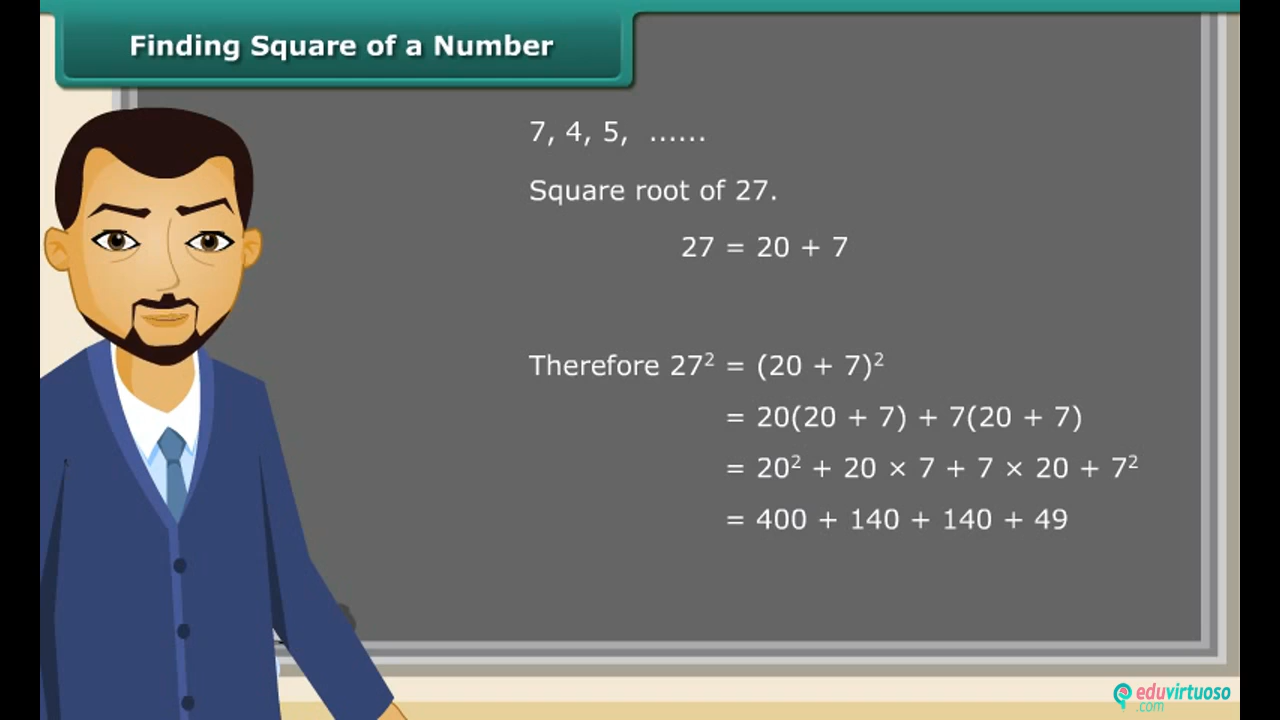 Finding Square of a Number
7, 4, 5, ......
Square root of 27.
27 = 20 + 7
Therefore 27² = (20 + 7)²
= 20(20 + 7) + 7(20 + 7)
= 20² + 20 × 7 + 7 × 20 + 7²
= 400 + 140 + 140 + 49
eduvirtuoso
.com